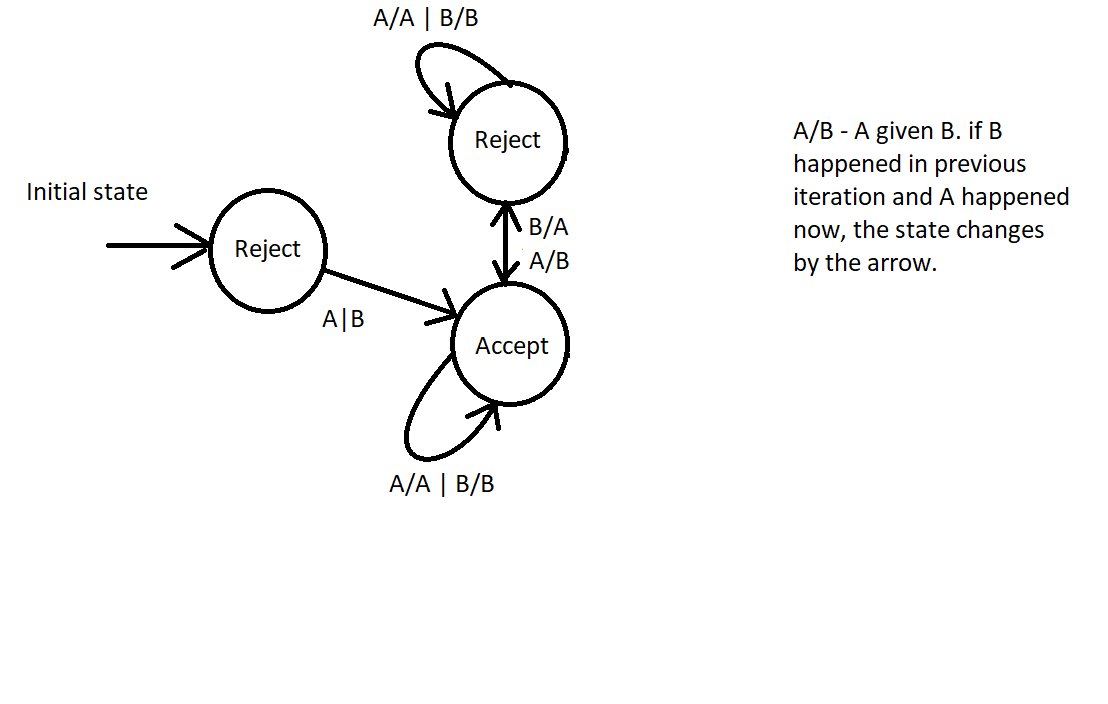 A/A | B/B
Reject
Initial state
Reject
A|B
B/A
A/B
Accept
A/A | B/B
A/B - A given B. if B
happened in previous
iteration and A happened
now, the state changes
by the arrow.